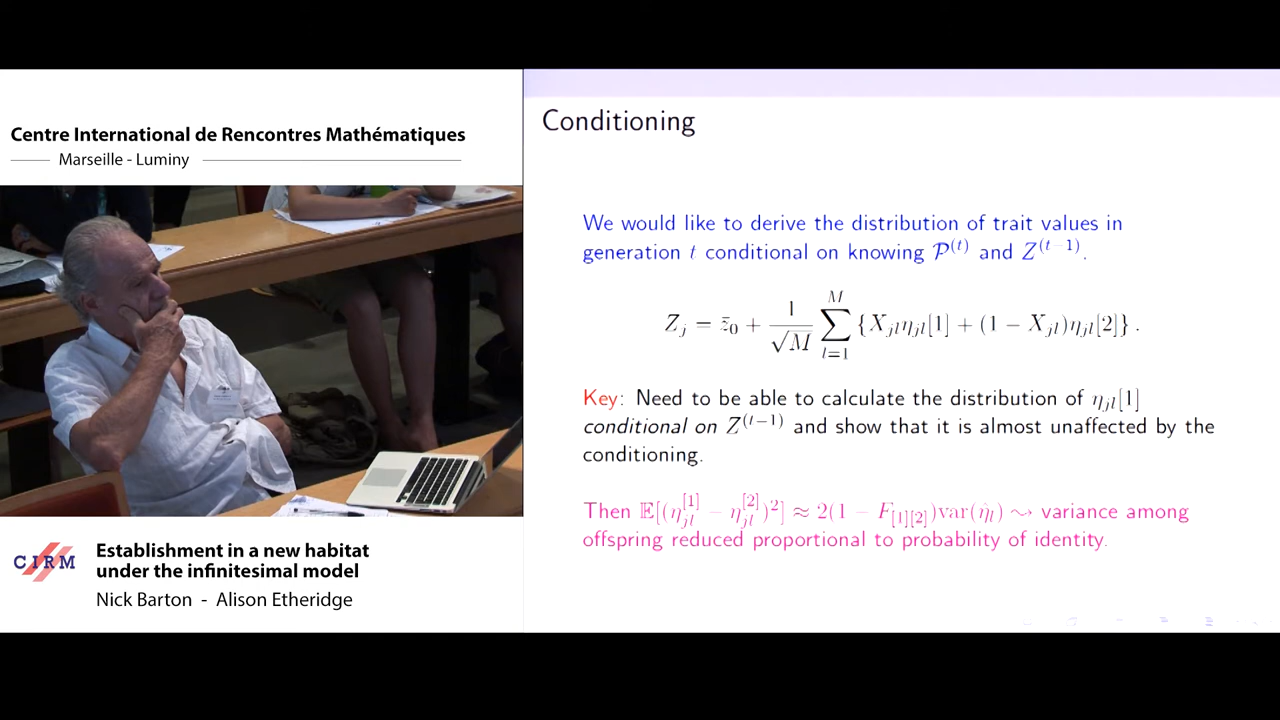 Centre International de Rencontres Mathématiques
Marseille - Luminy
CIRM
Establishment in a new habitat
under the infinitesimal model
Nick Barton - Alison Etheridge
Conditioning
We would like to derive the distribution of trait values in
generation t conditional on knowing 𝒫^(t) and Z^(t−1).
Z_j = z̄_0 + 1/√M ∑_{l=1}^{M} {X_{jl}η_{jl}[1] + (1 − X_{jl})η_{jl}[2]} .
Key: Need to be able to calculate the distribution of η_{jl}[1]
conditional on Z^(t−1) and show that it is almost unaffected by the
conditioning.
Then 𝔼[(η_{jl}^{[1]} − η_{jl}^{[2]})^2] ≈ 2(1 − F_{[1][2]})var(η̂_l) ⤳ variance among
offspring reduced proportional to probability of identity.